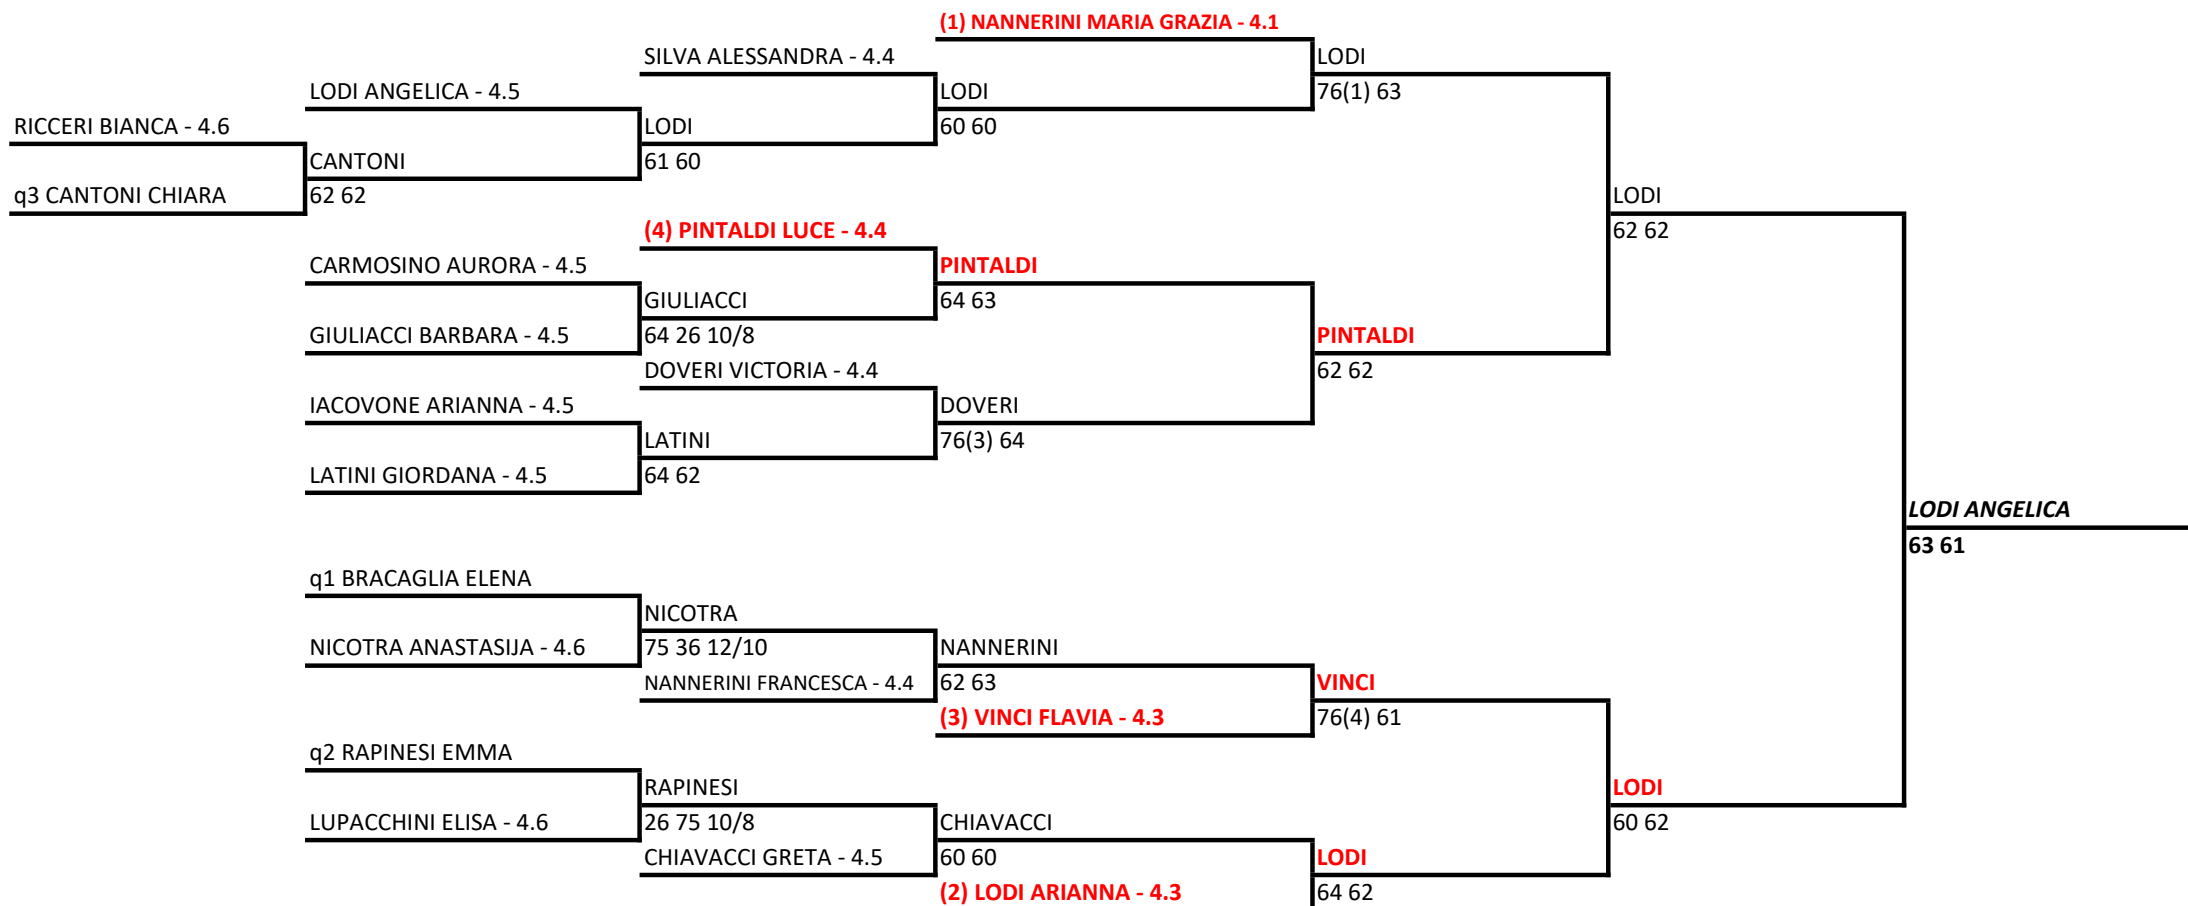 (1) NANNERINI MARIA GRAZIA - 4.1
SILVA ALESSANDRA - 4.4
LODI
LODI ANGELICA - 4.5
LODI
76(1) 63
RICCERI BIANCA - 4.6
LODI
60 60
CANTONI
61 60
q3 CANTONI CHIARA
62 62
LODI
(4) PINTALDI LUCE - 4.4
62 62
CARMOSINO AURORA - 4.5
PINTALDI
GIULIACCI
64 63
GIULIACCI BARBARA - 4.5
64 26 10/8
PINTALDI
DOVERI VICTORIA - 4.4
62 62
IACOVONE ARIANNA - 4.5
DOVERI
LATINI
76(3) 64
LATINI GIORDANA - 4.5
64 62
LODI ANGELICA
63 61
q1 BRACAGLIA ELENA
NICOTRA
NICOTRA ANASTASIJA - 4.6
75 36 12/10
NANNERINI
NANNERINI FRANCESCA - 4.4
62 63
VINCI
(3) VINCI FLAVIA - 4.3
76(4) 61
q2 RAPINESI EMMA
RAPINESI
LODI
LUPACCHINI ELISA - 4.6
26 75 10/8
CHIAVACCI
60 62
CHIAVACCI GRETA - 4.5
60 60
LODI
(2) LODI ARIANNA - 4.3
64 62